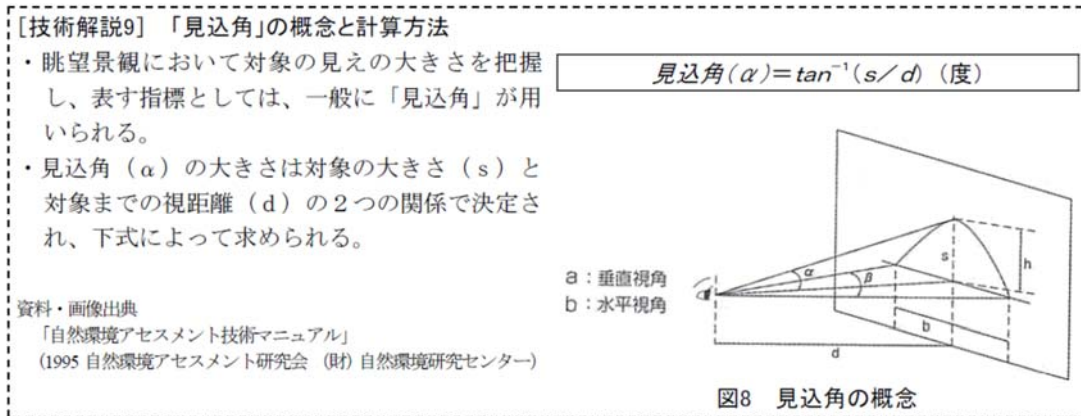 [技術解説9] 「見込角」の概念と計算方法
・眺望景観において対象の見えの大きさを把握
し、表す指標としては、一般に「見込角」が用
いられる。
・見込角（α）の大きさは対象の大きさ（s）と
対象までの視距離（d）の２つの関係で決定さ
れ、下式によって求められる。
資料・画像出典
「自然環境アセスメント技術マニュアル」
(1995 自然環境アセスメント研究会 (財) 自然環境研究センター)
見込角(α)=tan⁻¹(s/d) (度)
a：垂直視角
b：水平視角
α
β
s
h
b
d
図8 見込角の概念